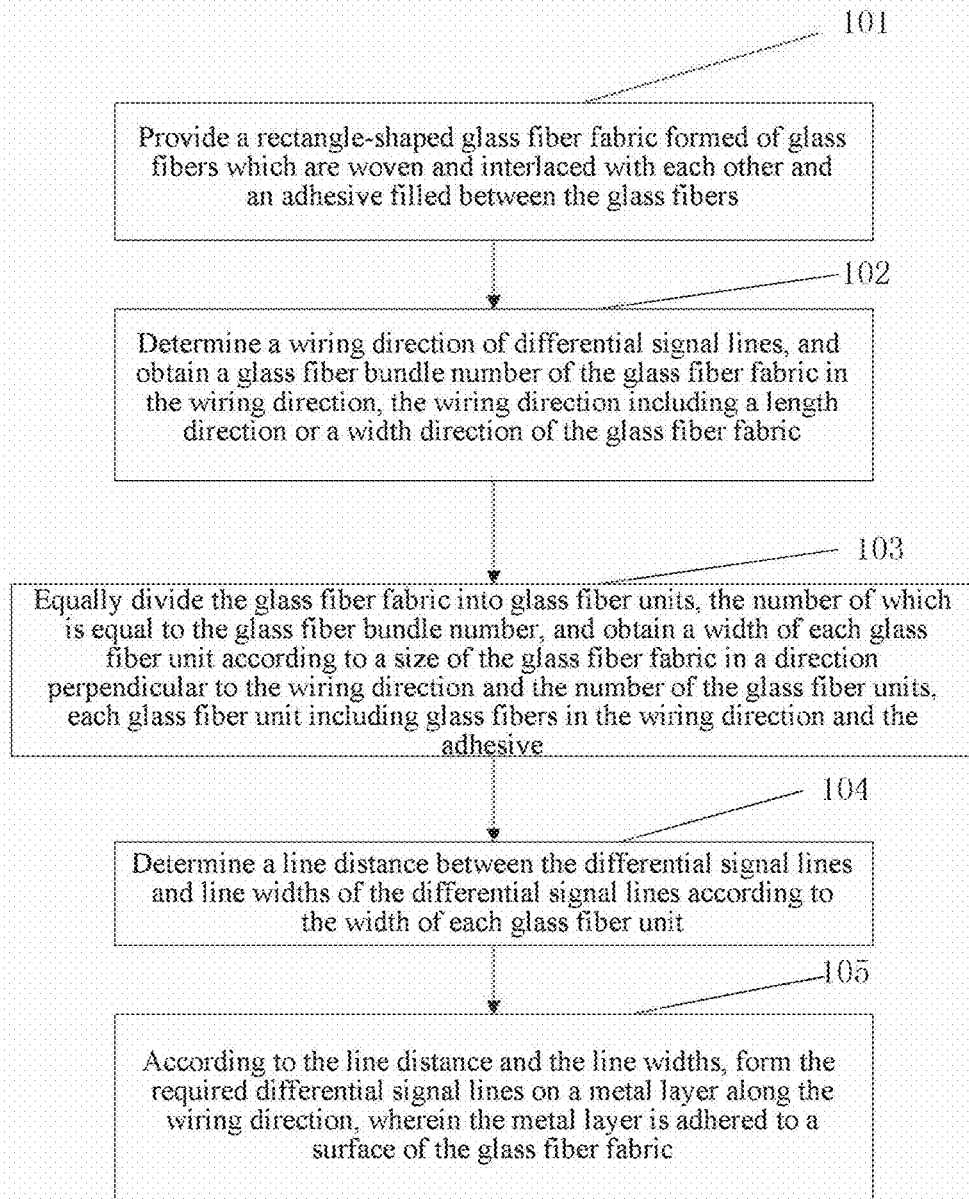 101
Provide a rectangle-shaped glass fiber fabric formed of glass
fibers which are woven and interlaced with each other and
an adhesive filled between the glass fibers
102
Determine a wiring direction of differential signal lines, and
obtain a glass fiber bundle number of the glass fiber fabric in
the wiring direction, the wiring direction including a length
direction or a width direction of the glass fiber fabric
103
Equally divide the glass fiber fabric into glass fiber units, the number of which
is equal to the glass fiber bundle number, and obtain a width of each glass
fiber unit according to a size of the glass fiber fabric in a direction
perpendicular to the wiring direction and the number of the glass fiber units,
each glass fiber unit including glass fibers in the wiring direction and the
adhesive
104
Determine a line distance between the differential signal lines
and line widths of the differential signal lines according to
the width of each glass fiber unit
105
According to the line distance and the line widths, form the
required differential signal lines on a metal layer along the
wiring direction, wherein the metal layer is adhered to a
surface of the glass fiber fabric